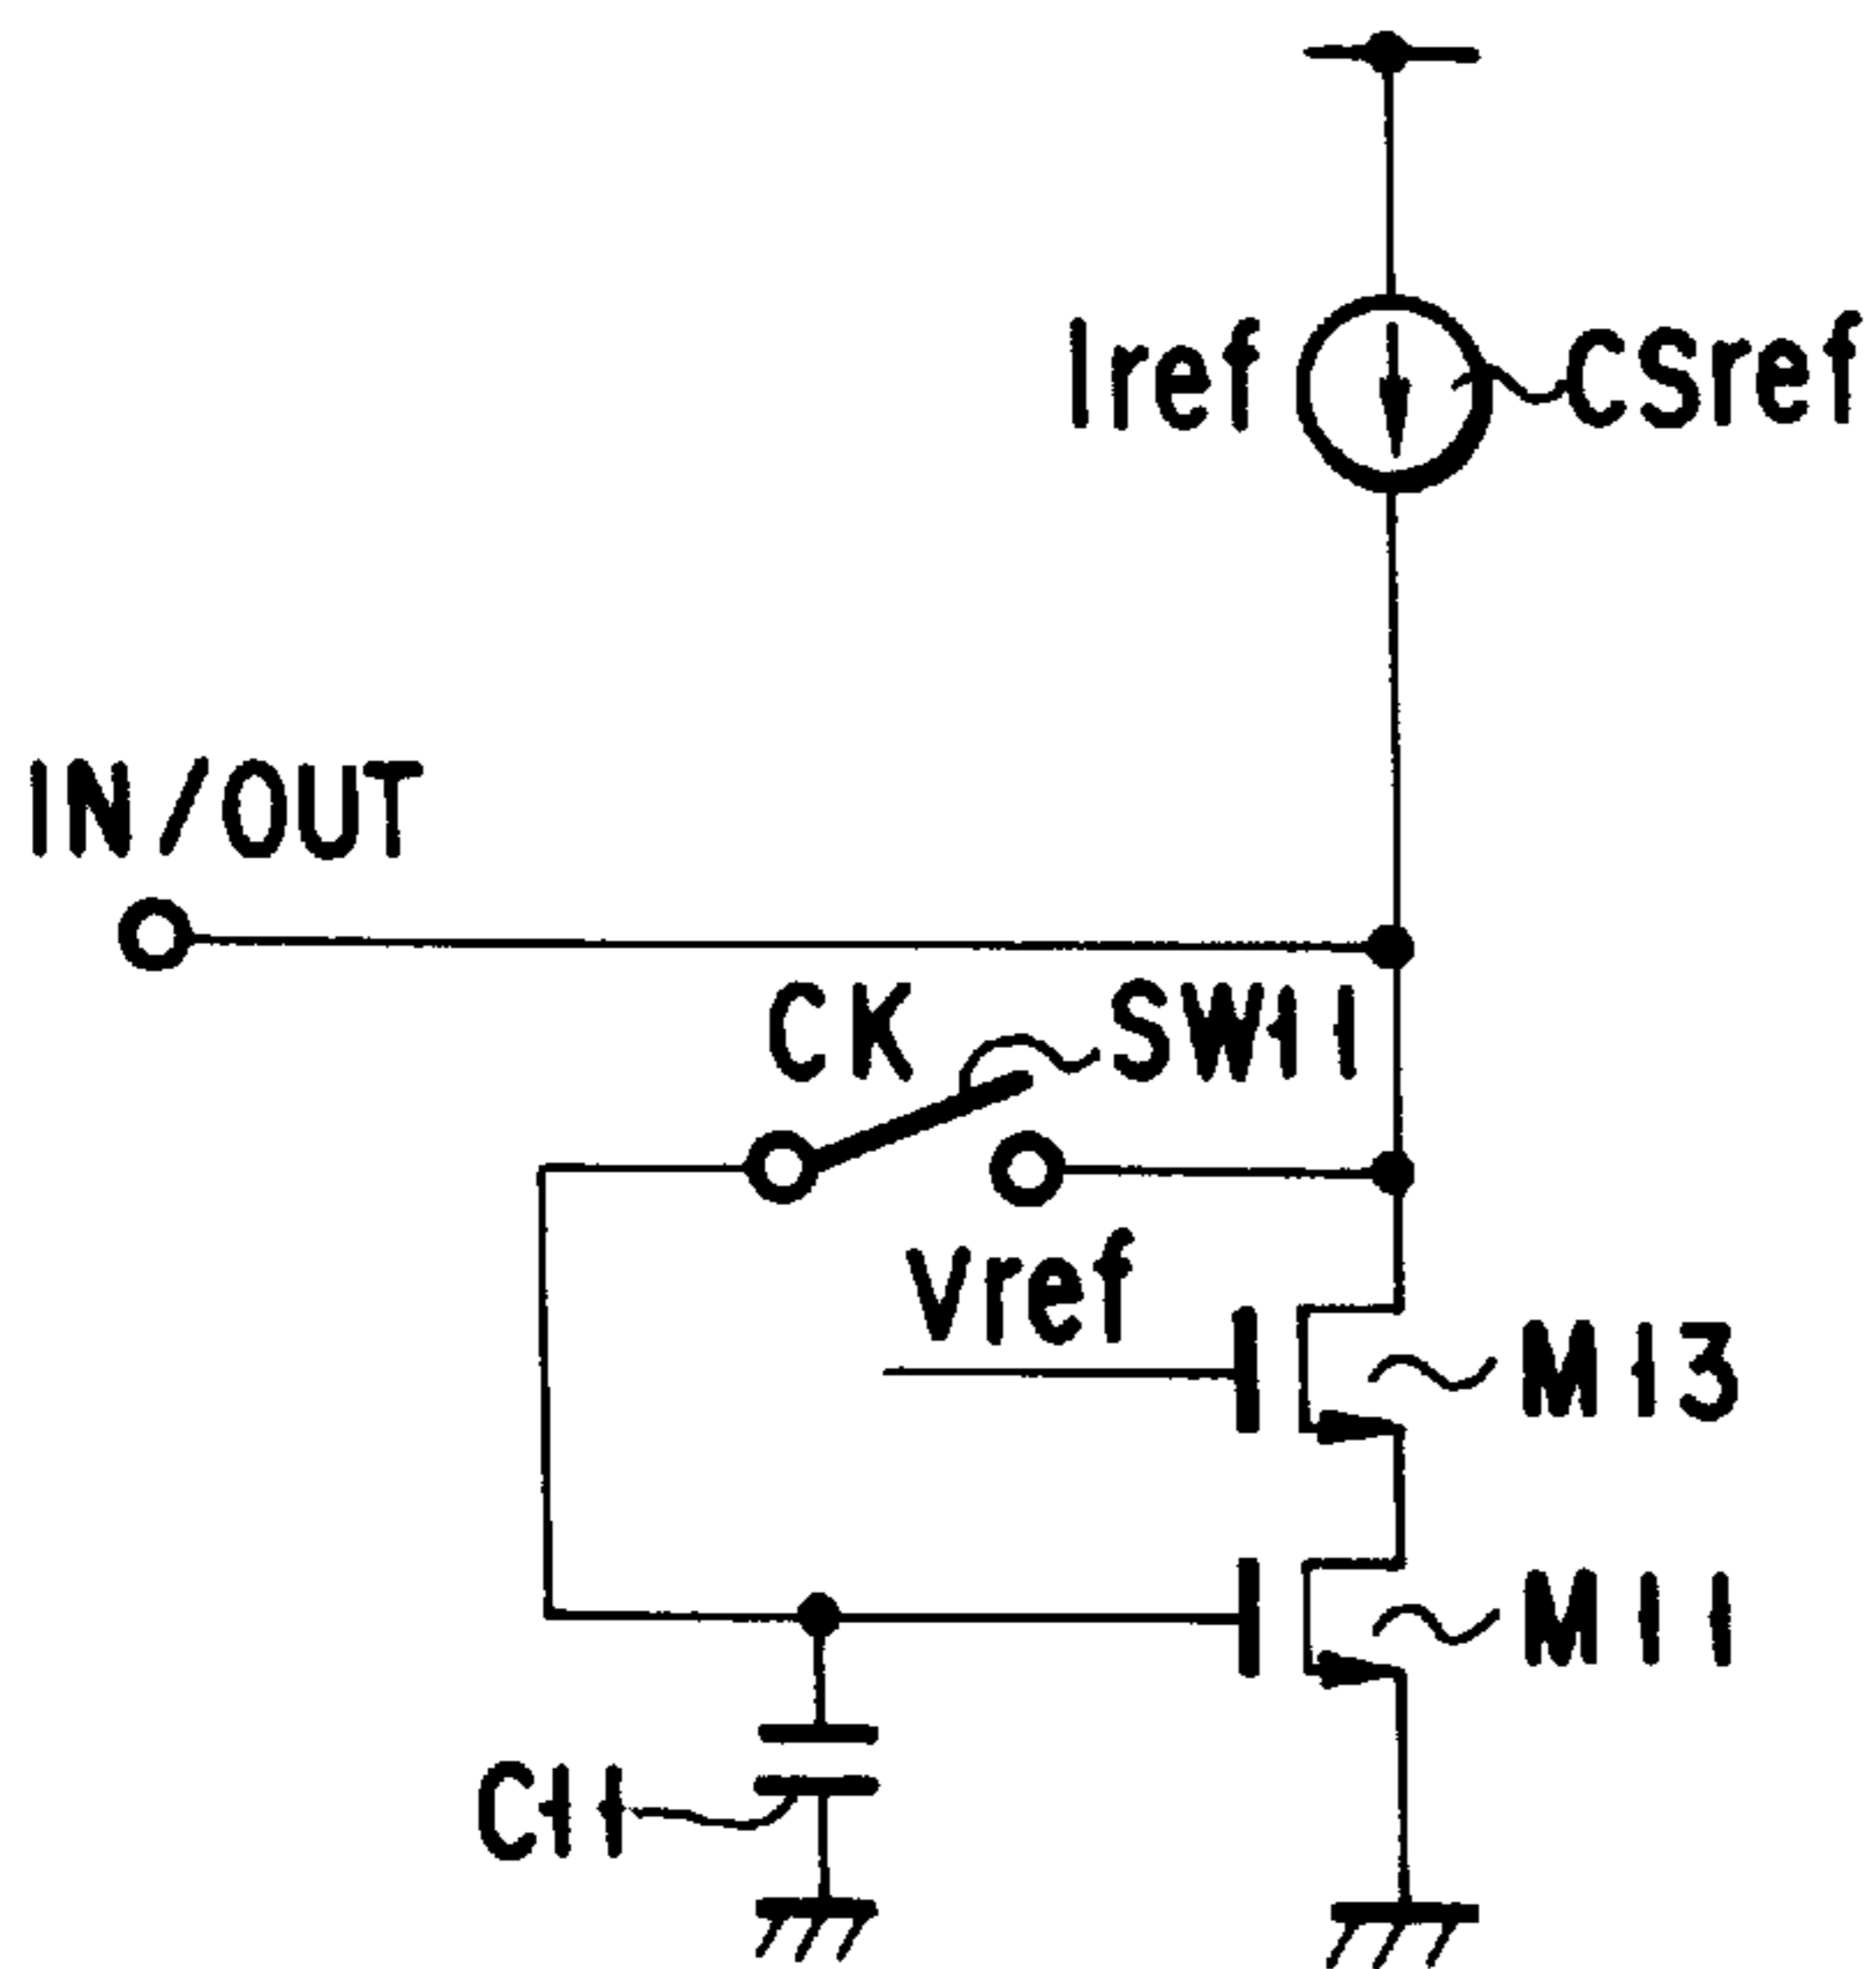 Iref
CSref
IN/OUT
CK
SW11
Vref
M13
M11
C11